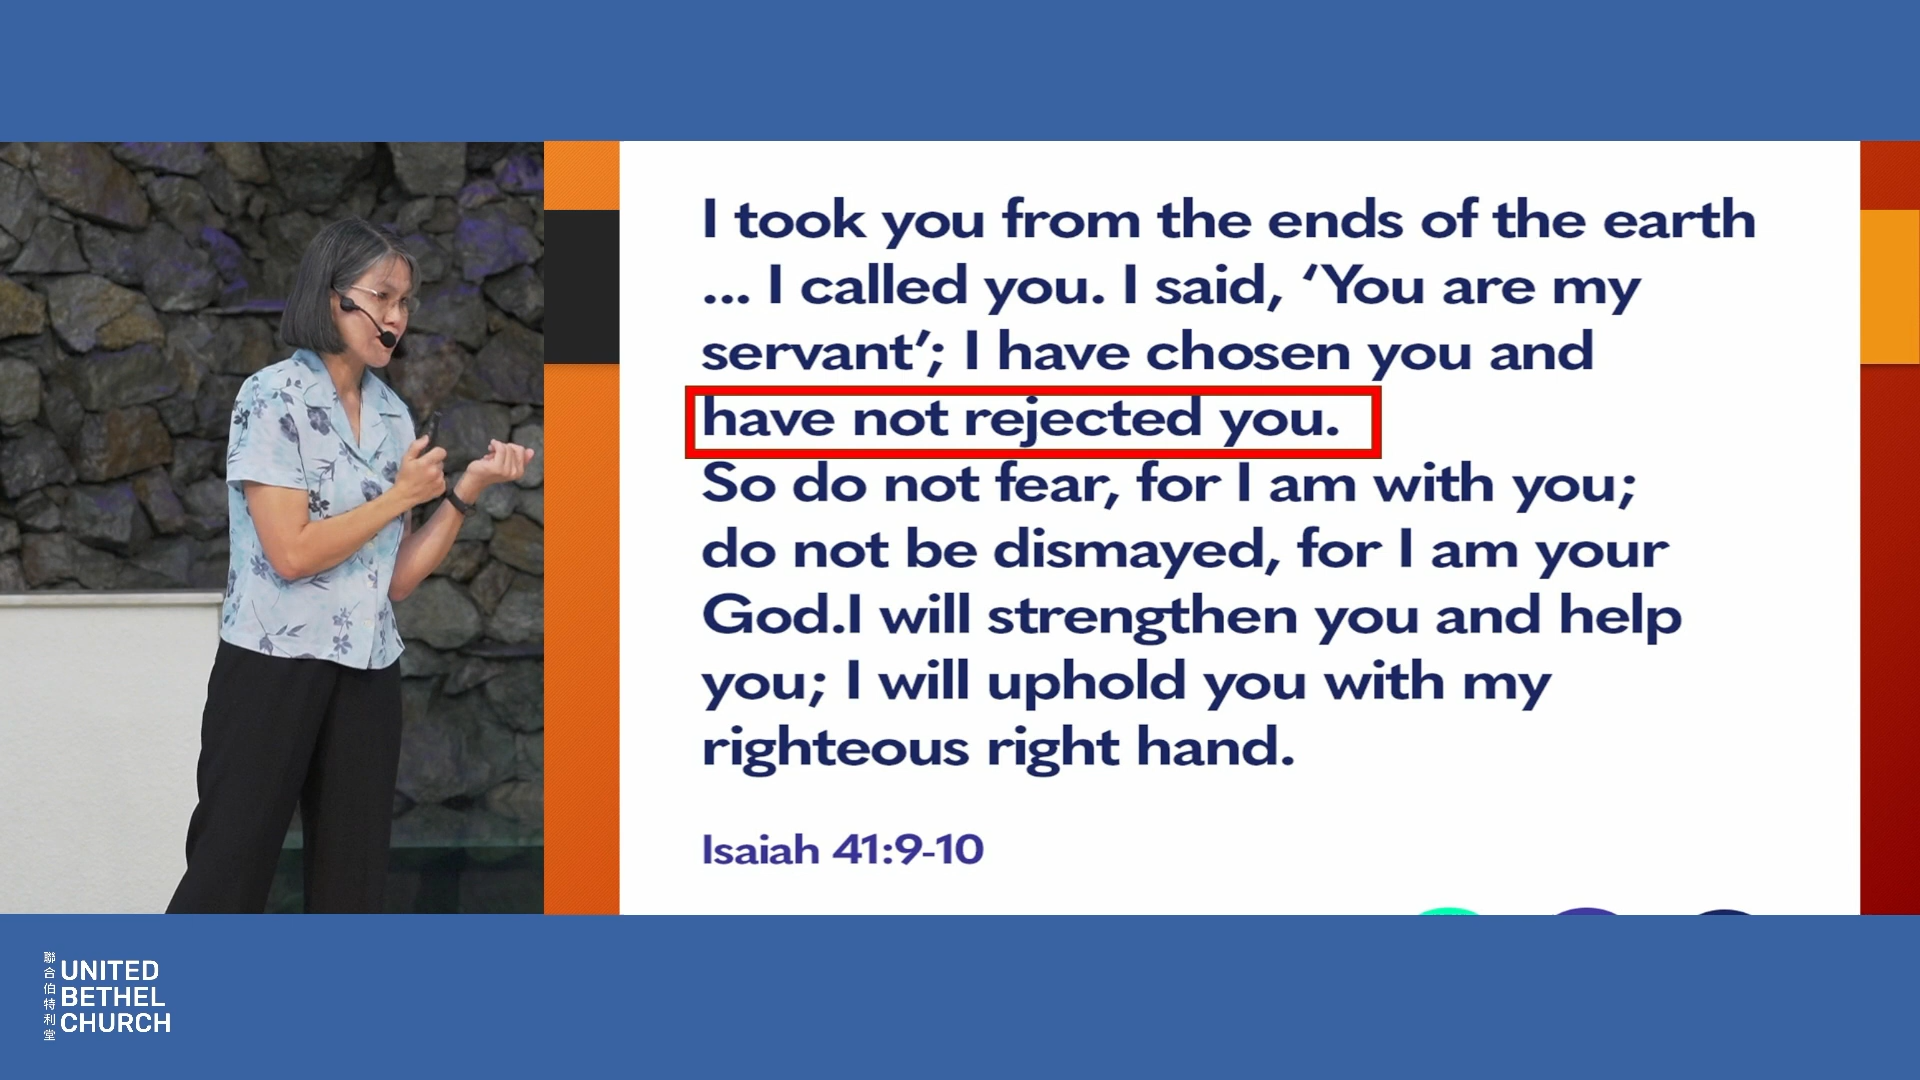 I took you from the ends of the earth
... I called you. I said, ‘You are my
servant’; I have chosen you and
have not rejected you.
So do not fear, for I am with you;
do not be dismayed, for I am your
God.I will strengthen you and help
you; I will uphold you with my
righteous right hand.
Isaiah 41:9-10
聯合伯特利堂
UNITED
BETHEL
CHURCH